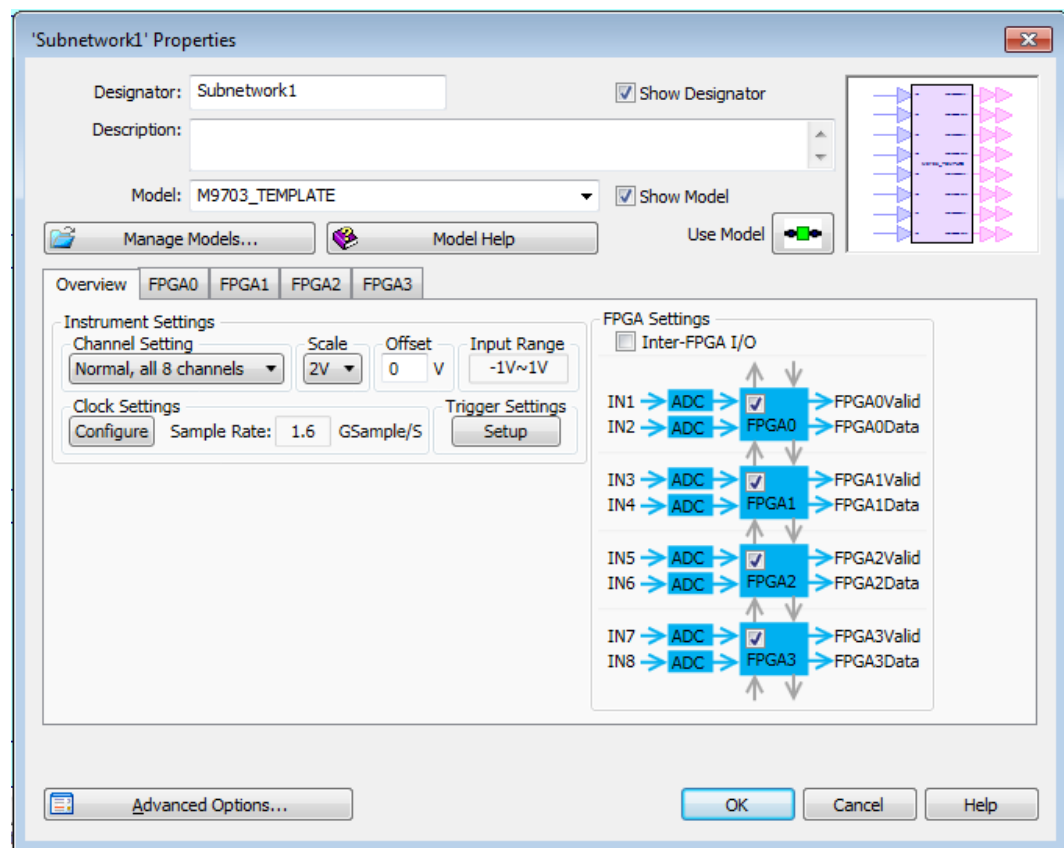 'Subnetwork1' Properties
Designator: Subnetwork1
Show Designator
Description:
Model: M9703_TEMPLATE
Show Model
Manage Models...
Model Help
Use Model
Overview FPGA0 FPGA1 FPGA2 FPGA3
Instrument Settings
Channel Setting
Normal, all 8 channels
Scale
2V
Offset
0 V
Input Range
-1V~1V
Clock Settings
Configure Sample Rate: 1.6 GSample/S
Trigger Settings
Setup
FPGA Settings
Inter-FPGA I/O
IN1 ADC FPGA0Valid
IN2 ADC FPGA0 FPGA0Data
IN3 ADC FPGA1Valid
IN4 ADC FPGA1 FPGA1Data
IN5 ADC FPGA2Valid
IN6 ADC FPGA2 FPGA2Data
IN7 ADC FPGA3Valid
IN8 ADC FPGA3 FPGA3Data
Advanced Options...
OK Cancel Help